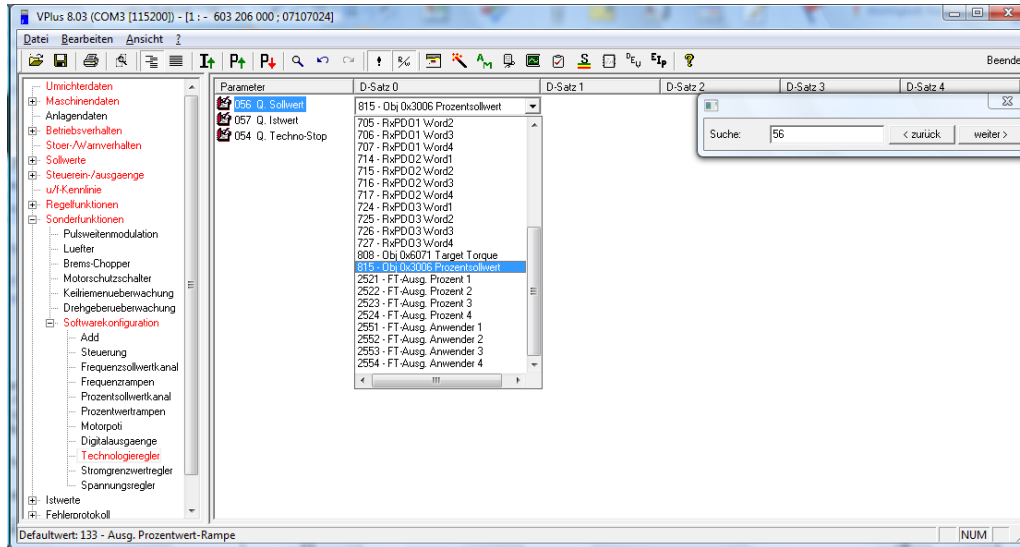 VPlus 8.03 (COM3 [115200]) - [1 : - 603 206 000 ; 07107024]
Datei Bearbeiten Ansicht ?
Beende
Umrichterdaten
Maschinendaten
Anlagendaten
Betriebsverhalten
Stoer-/Warnverhalten
Sollwerte
Steuerein-/ausgaenge
u/f-Kennlinie
Regelfunktionen
Sonderfunktionen
Pulsweitenmodulation
Luefter
Brems-Chopper
Motorschutzschalter
Keilriemenueberwachung
Drehgeberueberwachung
Softwarekonfiguration
Add
Steuerung
Frequenzsollwertkanal
Frequenzrampen
Prozentsollwertkanal
Prozentwertrampen
Motorpoti
Digitalausgaenge
Technologieregler
Stromgrenzwertregler
Spannungsregler
Istwerte
Fehlerprotokoll
Parameter D-Satz 0 D-Satz 1 D-Satz 2 D-Satz 3 D-Satz 4
056 Q. Sollwert
057 Q. Istwert
054 Q. Techno-Stop
815 - Obj 0x3006 Prozentsollwert
705 - RxPDO1 Word2
706 - RxPDO1 Word3
707 - RxPDO1 Word4
714 - RxPDO2 Word1
715 - RxPDO2 Word2
716 - RxPDO2 Word3
717 - RxPDO2 Word4
724 - RxPDO3 Word1
725 - RxPDO3 Word2
726 - RxPDO3 Word3
727 - RxPDO3 Word4
808 - Obj 0x6071 Target Torque
815 - Obj 0x3006 Prozentsollwert
2521 - FT-Ausg. Prozent 1
2522 - FT-Ausg. Prozent 2
2523 - FT-Ausg. Prozent 3
2524 - FT-Ausg. Prozent 4
2551 - FT-Ausg. Anwender 1
2552 - FT-Ausg. Anwender 2
2553 - FT-Ausg. Anwender 3
2554 - FT-Ausg. Anwender 4
Suche: 56 < zurück weiter >
Defaultwert: 133 - Ausg. Prozentwert-Rampe NUM